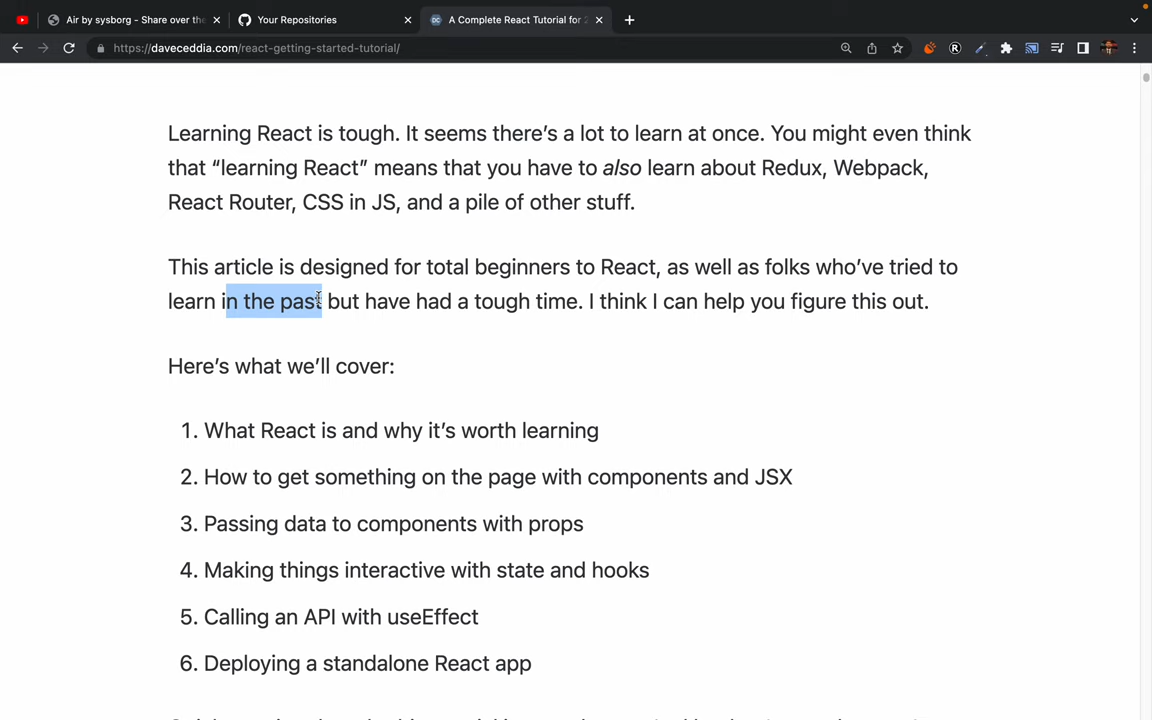 Air by sysborg - Share over the
Your Repositories
A Complete React Tutorial for 2
https://daveceddia.com/react-getting-started-tutorial/
Learning React is tough. It seems there’s a lot to learn at once. You might even think
that “learning React” means that you have to also learn about Redux, Webpack,
React Router, CSS in JS, and a pile of other stuff.
This article is designed for total beginners to React, as well as folks who’ve tried to
learn in the past but have had a tough time. I think I can help you figure this out.
Here’s what we’ll cover:
1. What React is and why it’s worth learning
2. How to get something on the page with components and JSX
3. Passing data to components with props
4. Making things interactive with state and hooks
5. Calling an API with useEffect
6. Deploying a standalone React app